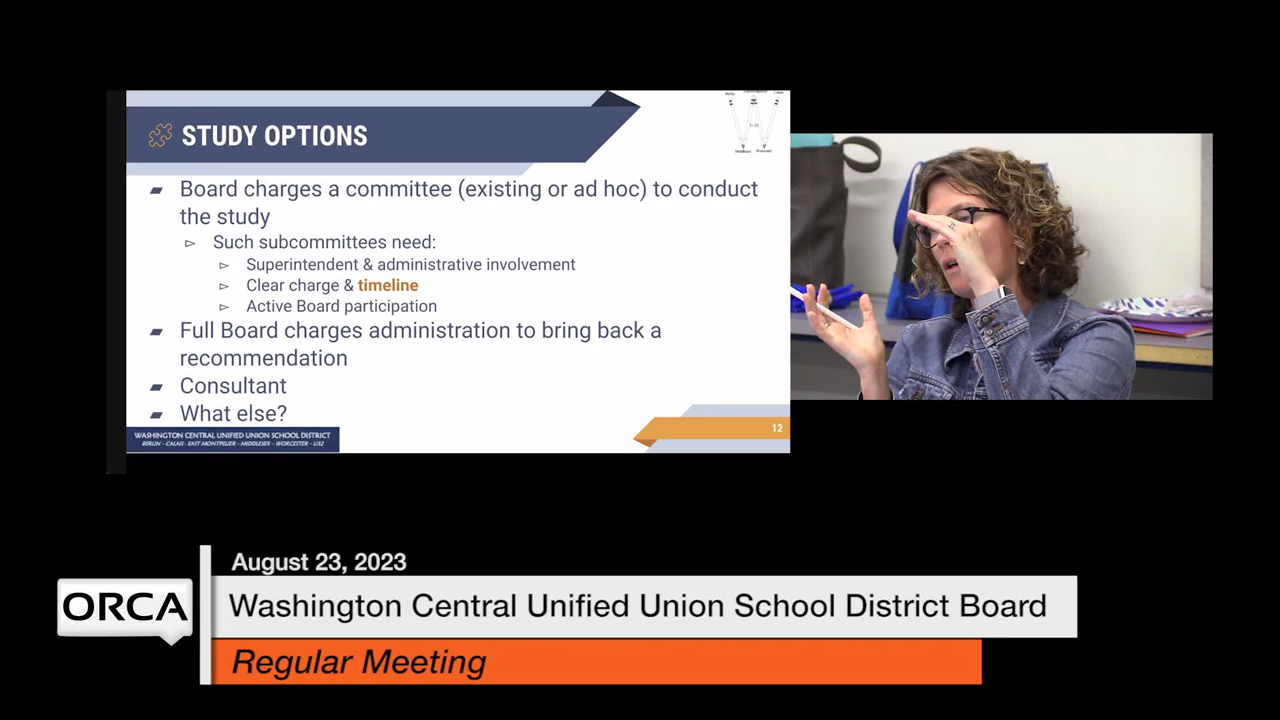 STUDY OPTIONS
Board charges a committee (existing or ad hoc) to conduct
the study
Such subcommittees need:
Superintendent & administrative involvement
Clear charge & timeline
Active Board participation
Full Board charges administration to bring back a
recommendation
Consultant
What else?
WASHINGTON CENTRAL UNIFIED UNION SCHOOL DISTRICT
BERLIN - CALAIS - EAST MONTPELIER - MIDDLESEX - WORCESTER - U32
12
August 23, 2023
ORCA
Washington Central Unified Union School District Board
Regular Meeting